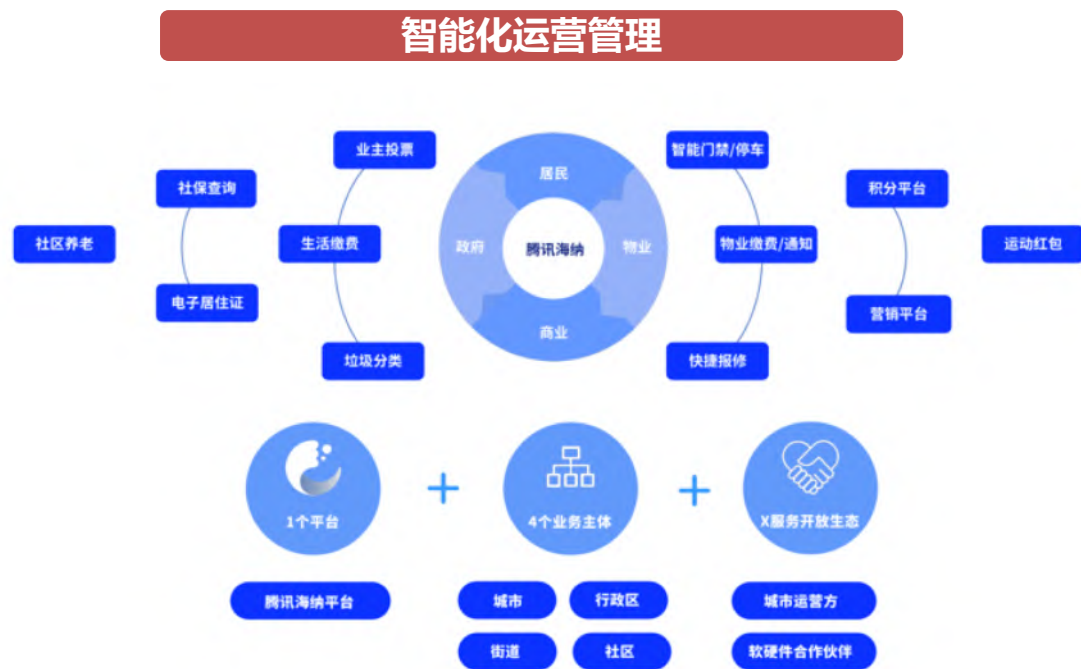 智能化运营管理
业主投票
智能门禁/停车
居民
社保查询
积分平台
社区养老
生活缴费
政府
腾讯海纳
物业
物业缴费/通知
运动红包
电子居住证
营销平台
商业
垃圾分类
快捷报修
1个平台
4个业务主体
X服务开放生态
腾讯海纳平台
城市
行政区
城市运营方
街道
社区
软硬件合作伙伴